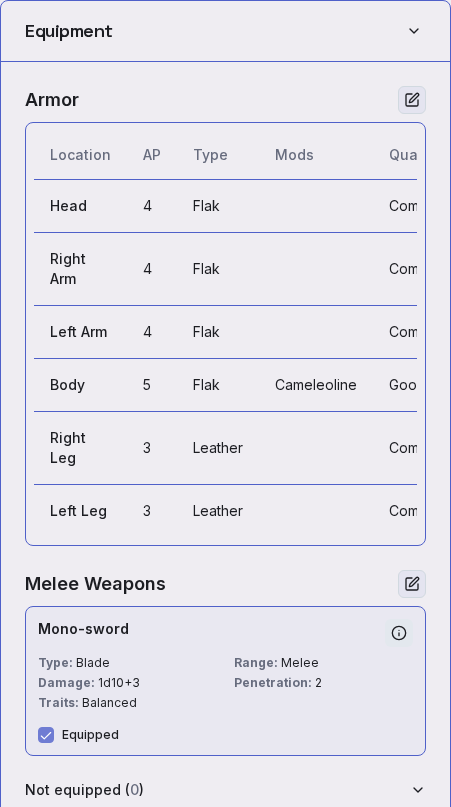 Equipment
Armor
Location AP Type Mods Qua
Head 4 Flak Com
Right
Arm 4 Flak Com
Left Arm 4 Flak Com
Body 5 Flak Cameleoline Goo
Right
Leg 3 Leather Com
Left Leg 3 Leather Com
Melee Weapons
Mono-sword
Type: Blade Range: Melee
Damage: 1d10+3 Penetration: 2
Traits: Balanced
Equipped
Not equipped (0)